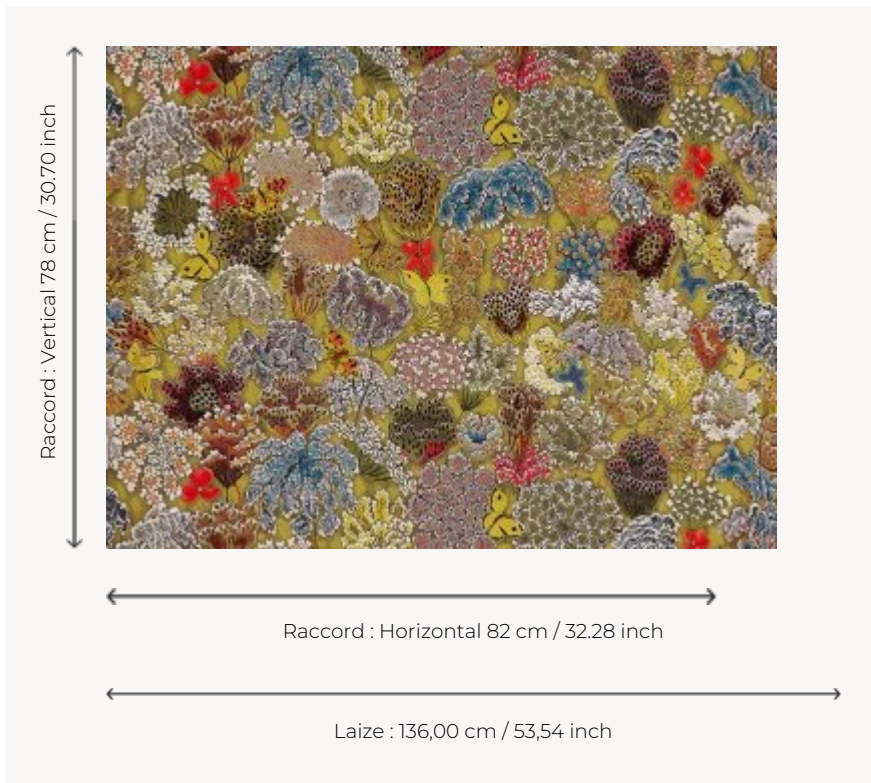 Raccord : Vertical 78 cm / 30.70 inch
Raccord : Horizontal 82 cm / 32.28 inch
Laize : 136,00 cm / 53,54 inch